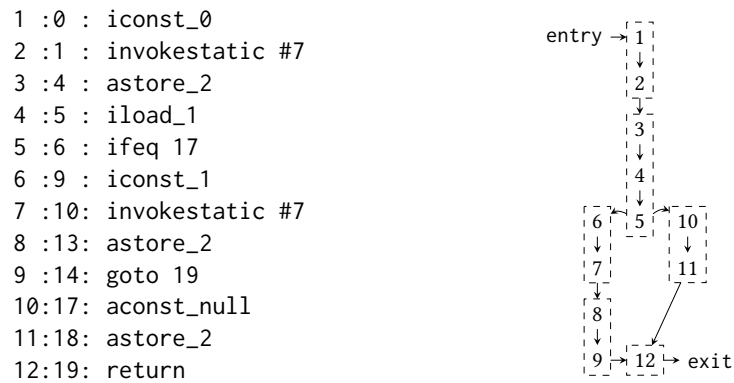 1 :0 : iconst_0
2 :1 : invokestatic #7
3 :4 : astore_2
4 :5 : iload_1
5 :6 : ifeq 17
6 :9 : iconst_1
7 :10: invokestatic #7
8 :13: astore_2
9 :14: goto 19
10:17: aconst_null
11:18: astore_2
12:19: return
entry 1
2
3
4
6 5 10
7 11
8
9 12 exit